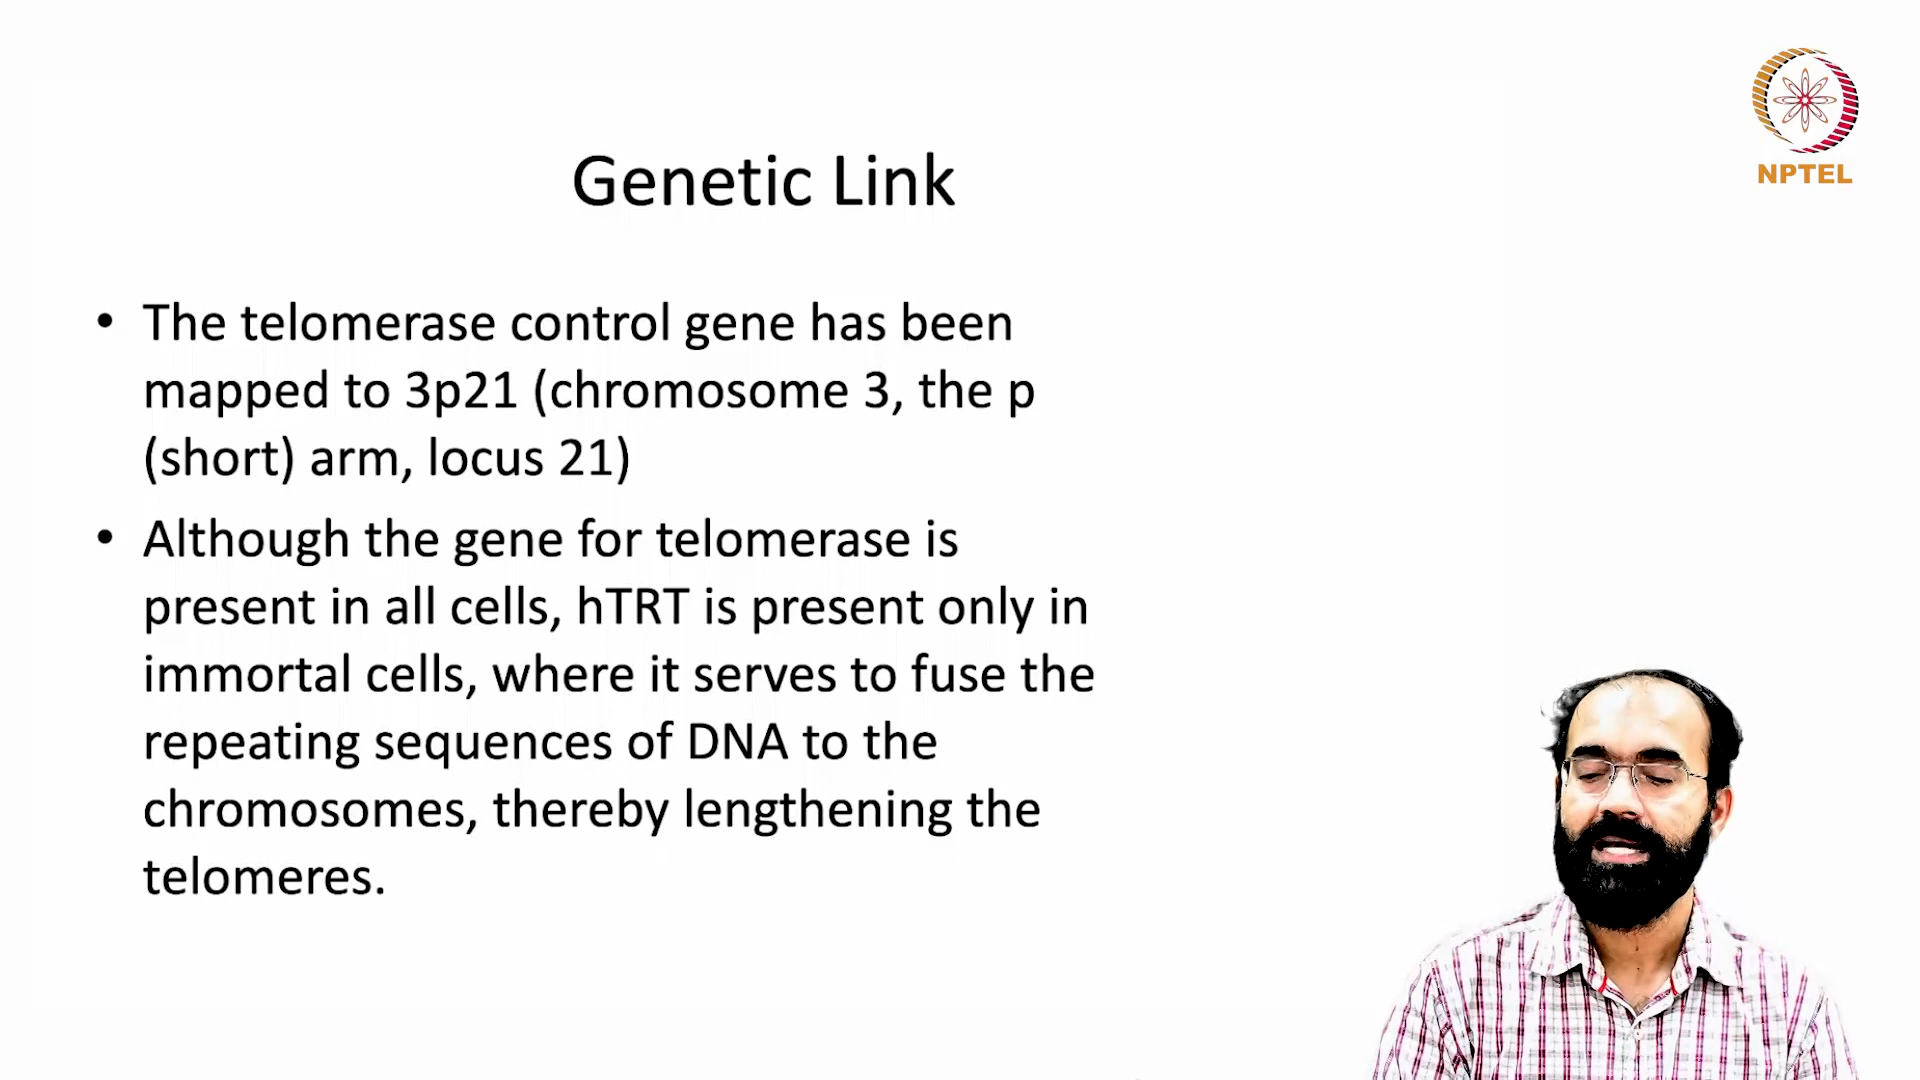 NPTEL
Genetic Link
• The telomerase control gene has been
mapped to 3p21 (chromosome 3, the p
(short) arm, locus 21)
• Although the gene for telomerase is
present in all cells, hTRT is present only in
immortal cells, where it serves to fuse the
repeating sequences of DNA to the
chromosomes, thereby lengthening the
telomeres.